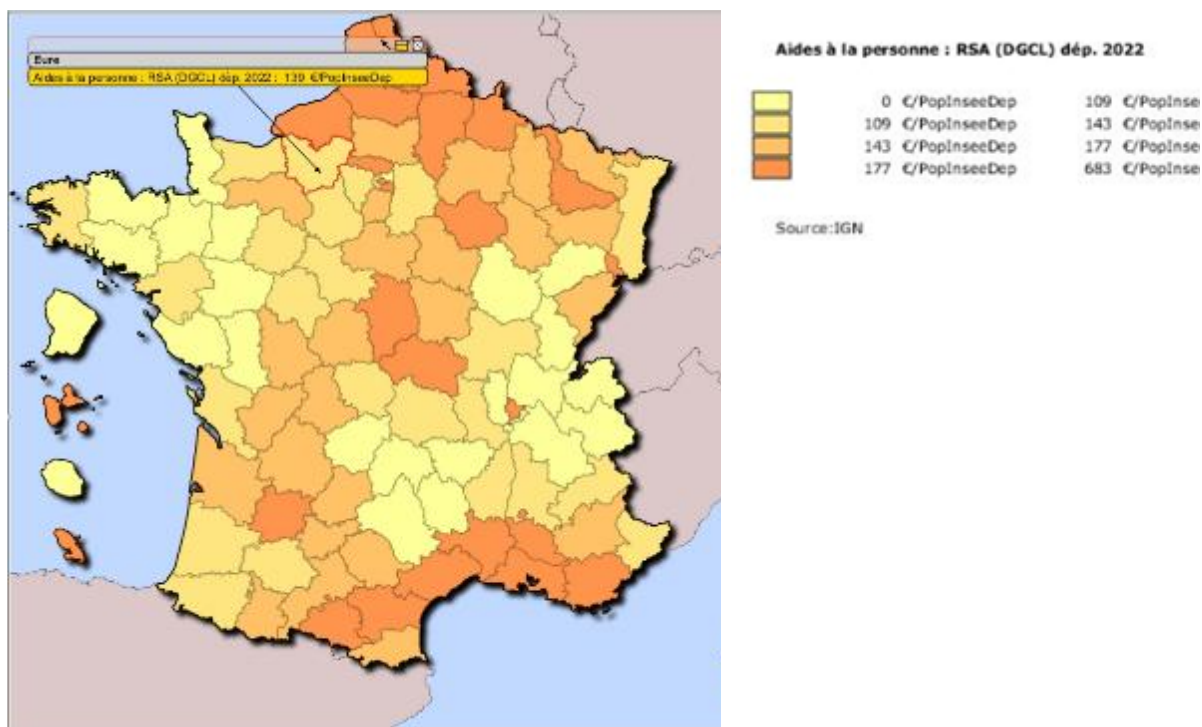 Eure
Aides à la personne : RSA (DGCL) dép. 2022 : 130 €/PopInseeDep
Aides à la personne : RSA (DGCL) dép. 2022
0 €/PopInseeDep 109 €/PopInsee
109 €/PopInseeDep 143 €/PopInsee
143 €/PopInseeDep 177 €/PopInsee
177 €/PopInseeDep 683 €/PopInsee
Source:IGN